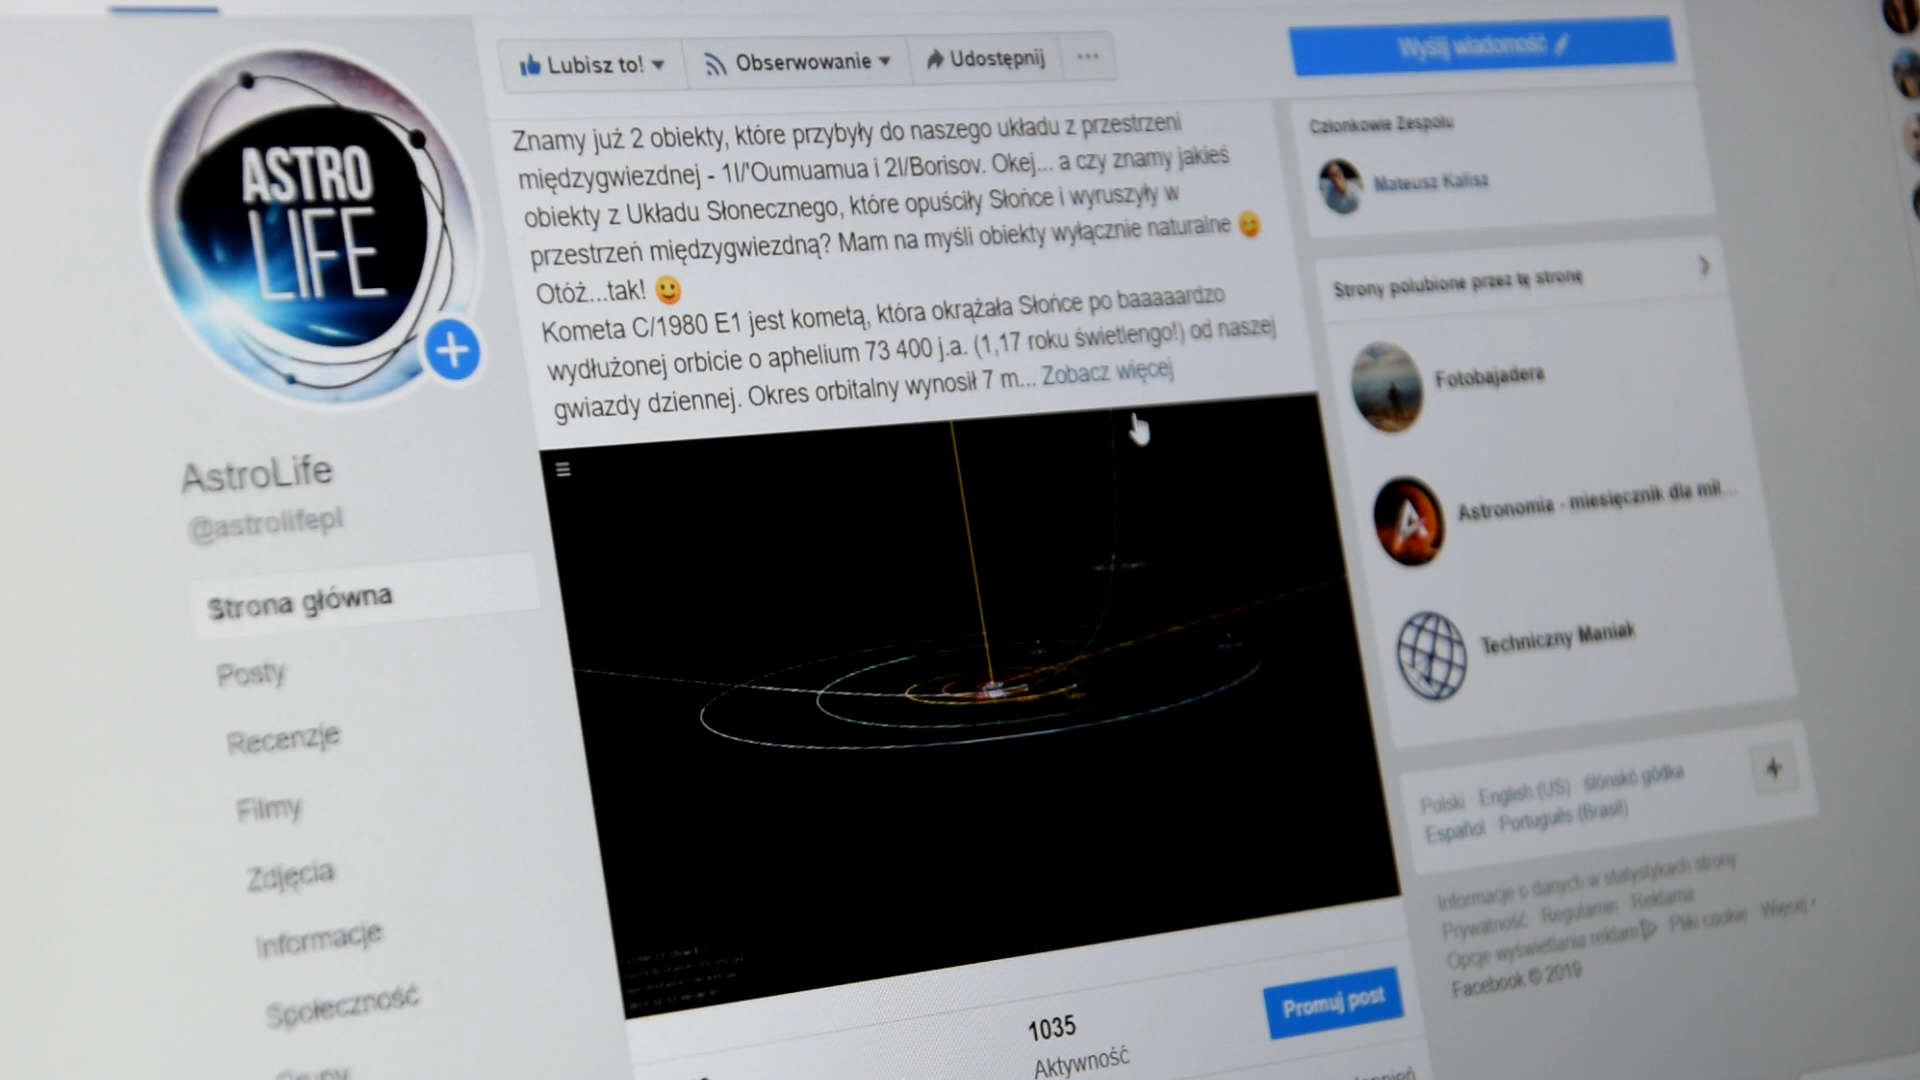 Lubisz to!
Obserwowanie
Udostępnij
Wyślij wiadomość
ASTRO
LIFE
AstroLife
@astrolifepl
Strona główna
Posty
Recenzje
Filmy
Zdjęcia
Informacje
Społeczność
Grupy
Znamy już 2 obiekty, które przybyły do naszego układu z przestrzeni
międzygwiezdnej - 1I/'Oumuamua i 2I/Borisov. Okej... a czy znamy jakieś
obiekty z Układu Słonecznego, które opuściły Słońce i wyruszyły w
przestrzeń międzygwiezdną? Mam na myśli obiekty wyłącznie naturalne 😉
Otóż...tak! 🙂
Kometa C/1980 E1 jest kometą, która okrążała Słońce po baaaaardzo
wydłużonej orbicie o aphelium 73 400 j.a. (1,17 roku świetlengo!) od naszej
gwiazdy dziennej. Okres orbitalny wynosił 7 m... Zobacz więcej
1035
Aktywność
Promuj post
Członkowie Zespołu
Mateusz Kalisz
Strony polubione przez tę stronę
Fotobajadera
Astronomia - miesięcznik dla mił...
Techniczny Maniak
Polski · English (US) · ślōnskŏ gŏdka
Español · Português (Brasil)
Informacje o danych w statystykach strony
Prywatność · Regulamin · Reklama
Opcje wyświetlania reklam · Pliki cookie · Więcej
Facebook © 2019